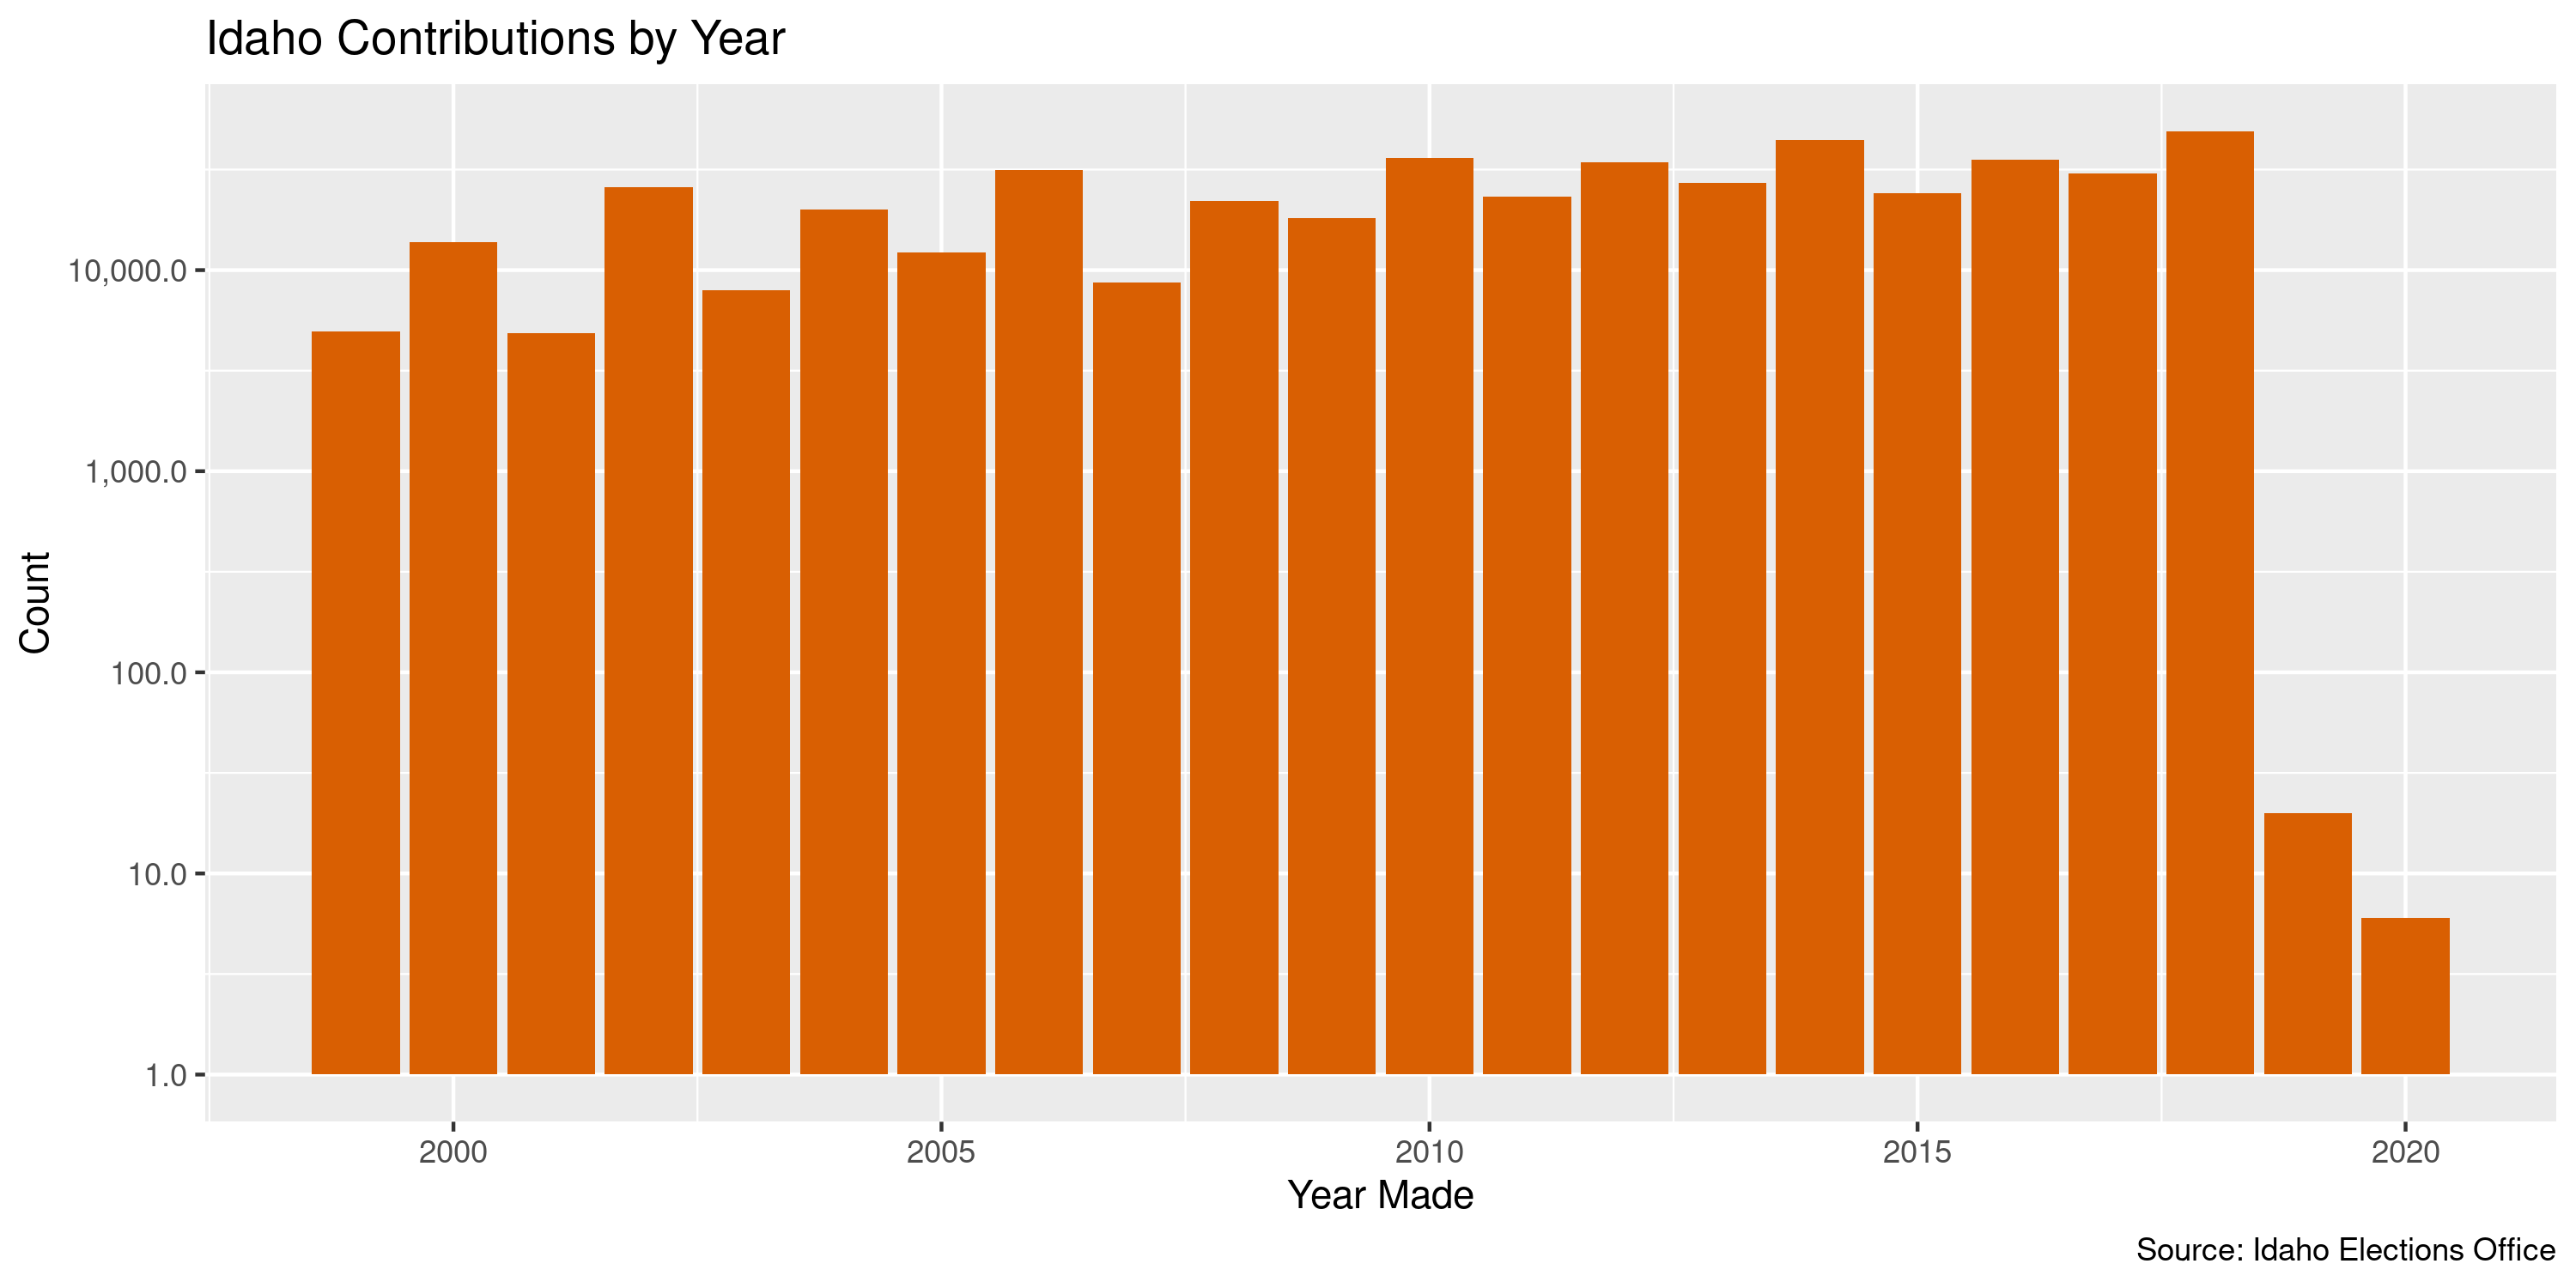 Idaho Contributions by Year
Count
10,000.0
1,000.0
100.0
10.0
1.0
2000 2005 2010 2015 2020
Year Made
Source: Idaho Elections Office